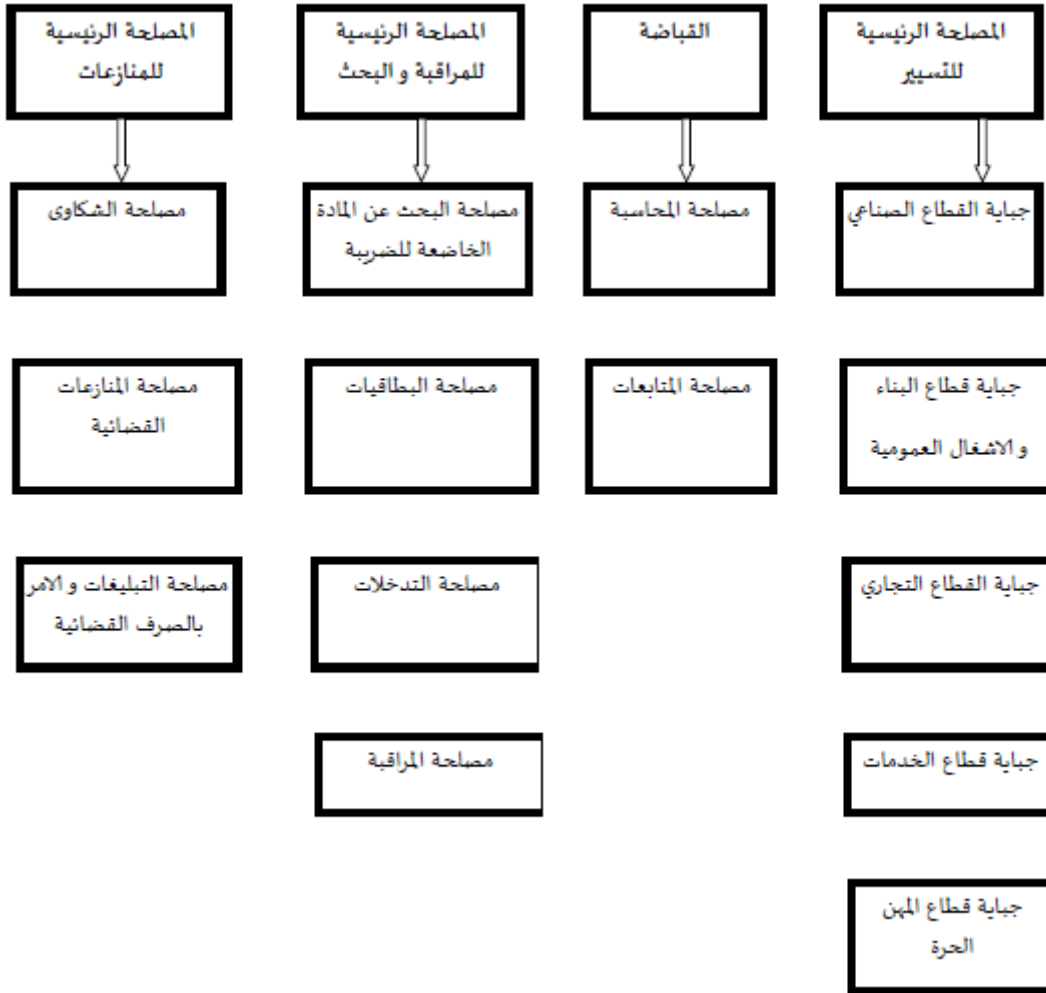 المصلحة الرئيسية
للتسيير
القباضة
المصلحة الرئيسية
للمراقبة و البحث
المصلحة الرئيسية
للمنازعات
جباية القطاع الصناعي
مصلحة المحاسبة
مصلحة البحث عن المادة
الخاضعة للضريبة
مصلحة الشكاوى
جباية قطاع البناء
و الاشغال العمومية
مصلحة المتابعات
مصلحة البطاقيات
مصلحة المنازعات
القضائية
جباية القطاع التجاري
مصلحة التدخلات
مصلحة التبليغات و الامر
بالصرف القضائية
جباية قطاع الخدمات
مصلحة المراقبة
جباية قطاع المهن
الحرة